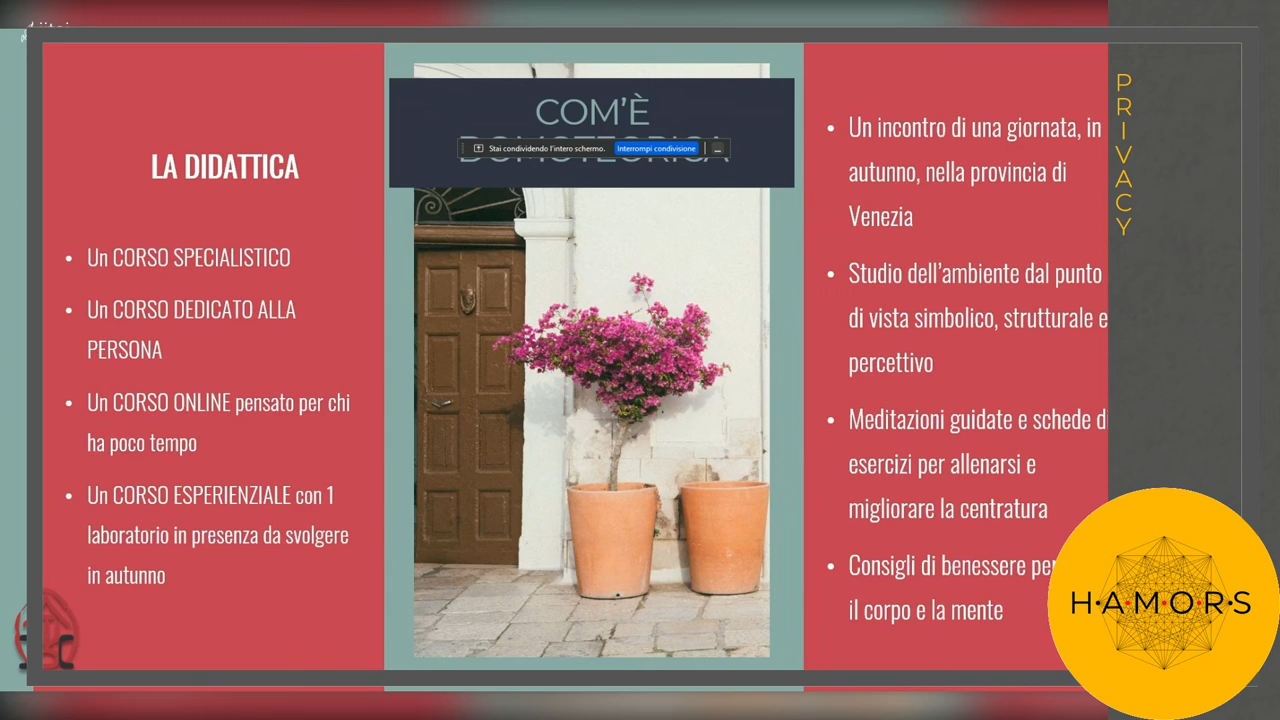 LA DIDATTICA
• Un CORSO SPECIALISTICO
• Un CORSO DEDICATO ALLA
PERSONA
• Un CORSO ONLINE pensato per chi
ha poco tempo
• Un CORSO ESPERIENZIALE con 1
laboratorio in presenza da svolgere
in autunno
COM'È
DOMOTEORICA
Stai condividendo l'intero schermo.
Interrompi condivisione
• Un incontro di una giornata, in
autunno, nella provincia di
Venezia
• Studio dell'ambiente dal punto
di vista simbolico, strutturale e
percettivo
• Meditazioni guidate e schede di
esercizi per allenarsi e
migliorare la centratura
• Consigli di benessere per
il corpo e la mente
PRIVACY
H•A•M•O•R•S